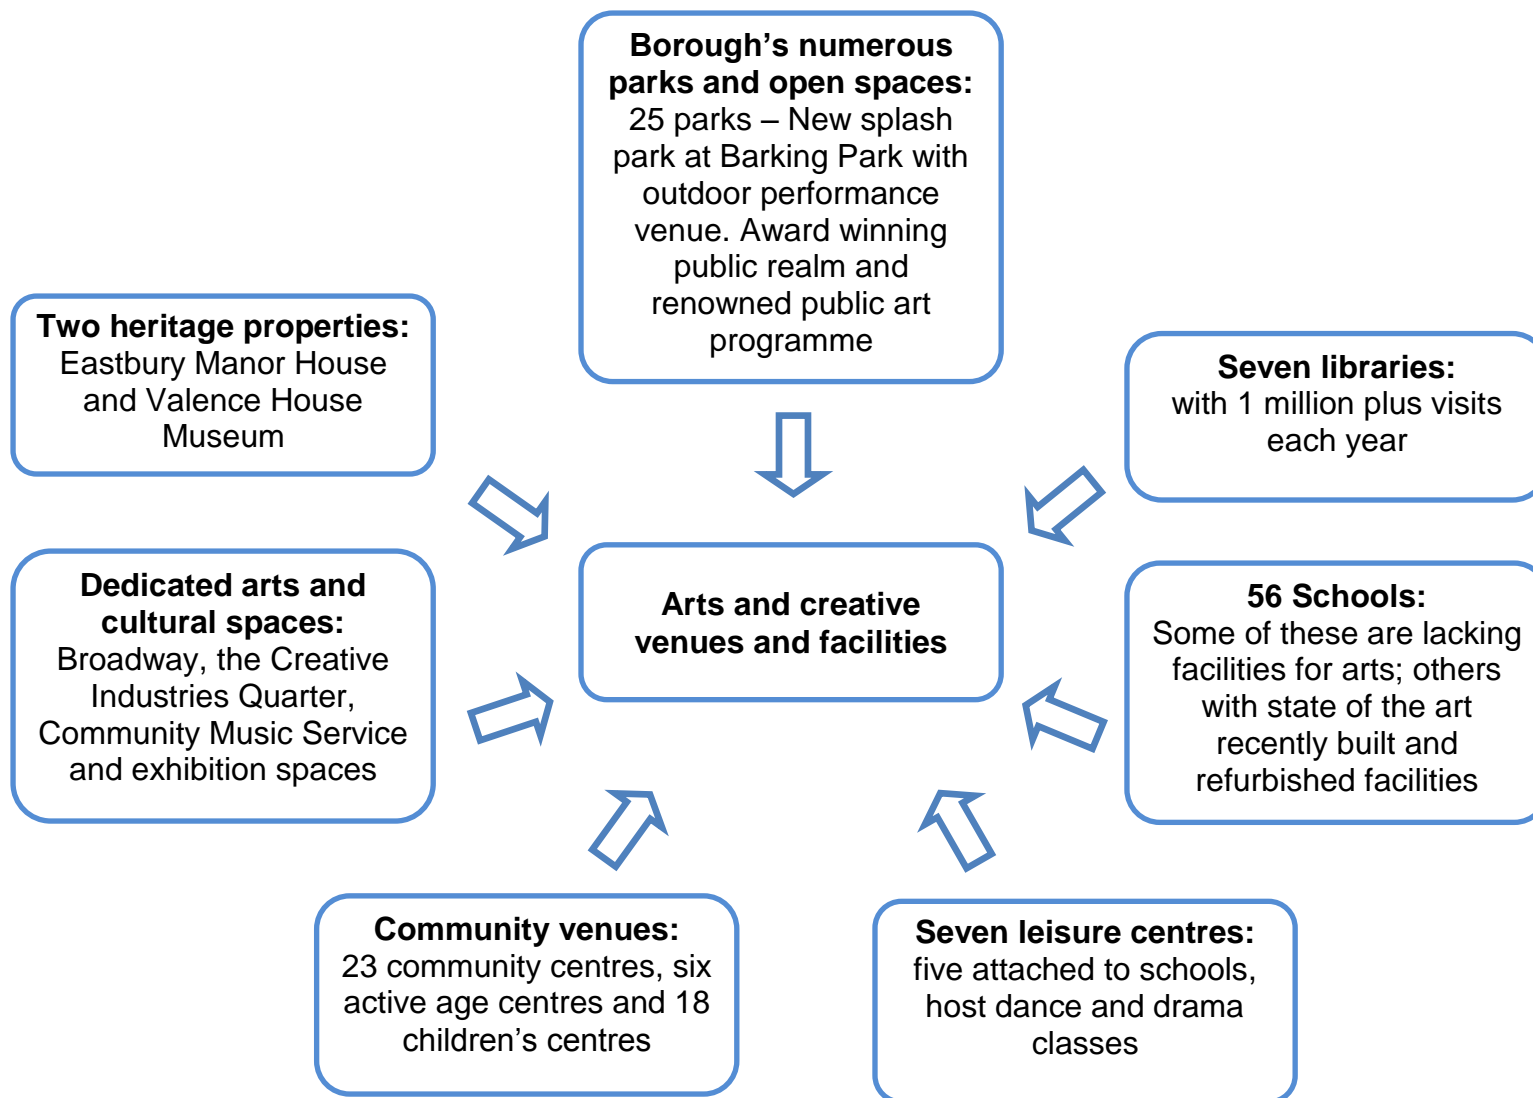 Borough’s numerous
parks and open spaces:
25 parks – New splash
park at Barking Park with
outdoor performance
venue. Award winning
public realm and
renowned public art
programme
Two heritage properties:
Eastbury Manor House
and Valence House
Museum
Seven libraries:
with 1 million plus visits
each year
Dedicated arts and
cultural spaces:
Broadway, the Creative
Industries Quarter,
Community Music Service
and exhibition spaces
Arts and creative
venues and facilities
56 Schools:
Some of these are lacking
facilities for arts; others
with state of the art
recently built and
refurbished facilities
Community venues:
23 community centres, six
active age centres and 18
children’s centres
Seven leisure centres:
five attached to schools,
host dance and drama
classes